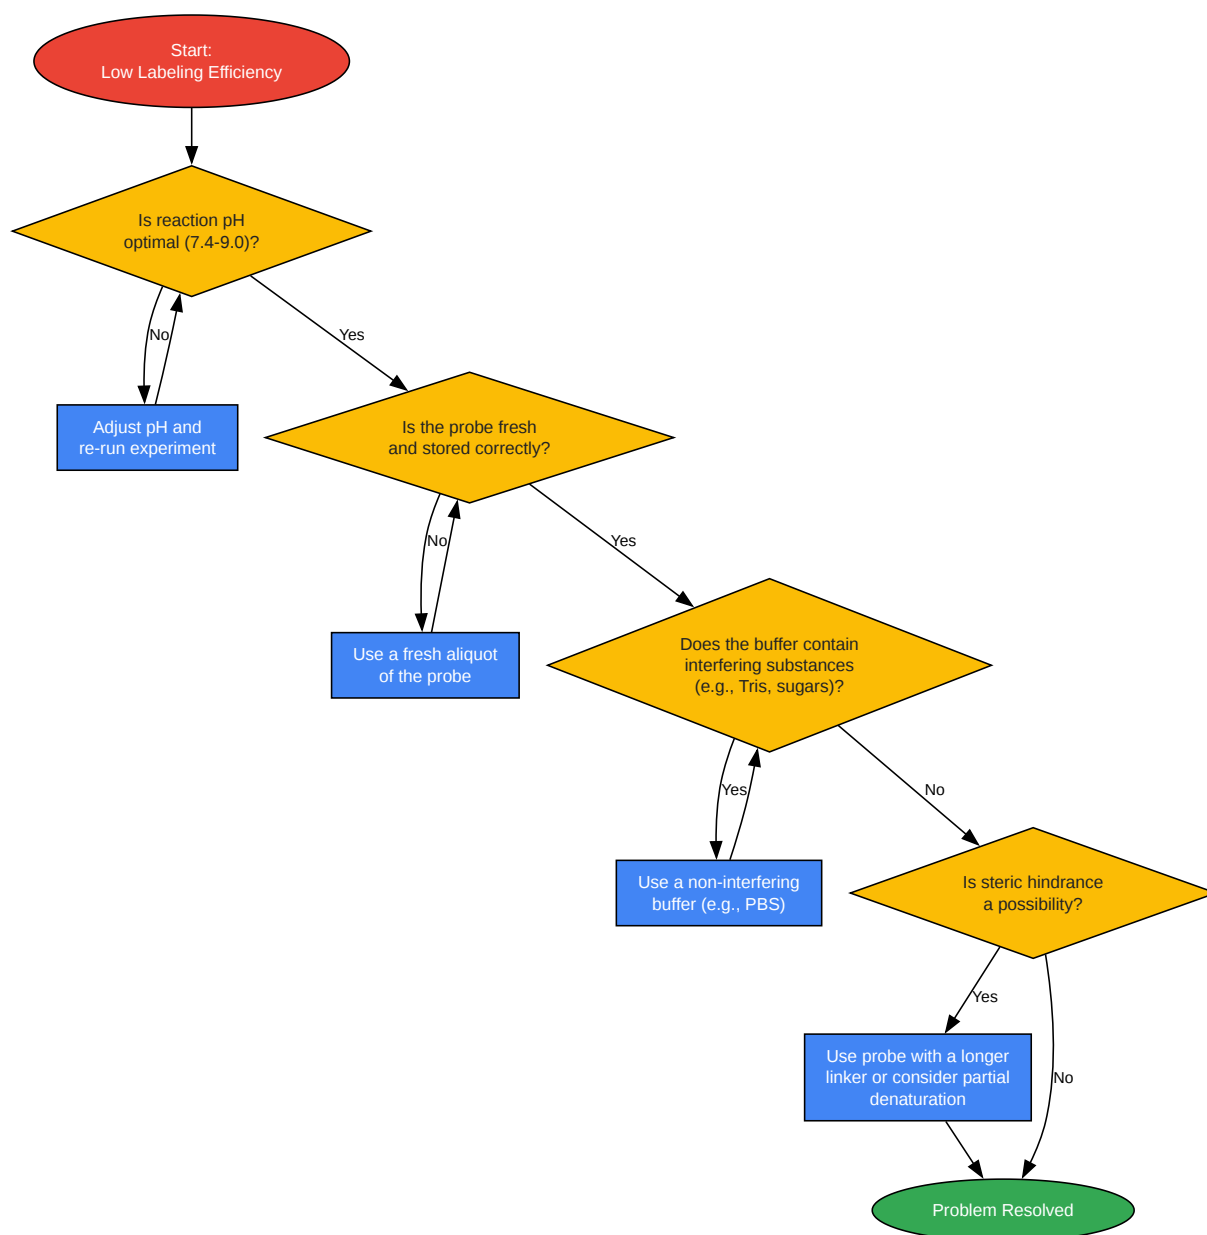 Start:
Low Labeling Efficiency
Is reaction pH
optimal (7.4-9.0)?
No
Yes
Adjust pH and
re-run experiment
Is the probe fresh
and stored correctly?
No
Yes
Use a fresh aliquot
of the probe
Does the buffer contain
interfering substances
(e.g., Tris, sugars)?
Yes
No
Use a non-interfering
buffer (e.g., PBS)
Is steric hindrance
a possibility?
Yes
No
Use probe with a longer
linker or consider partial
denaturation
Problem Resolved